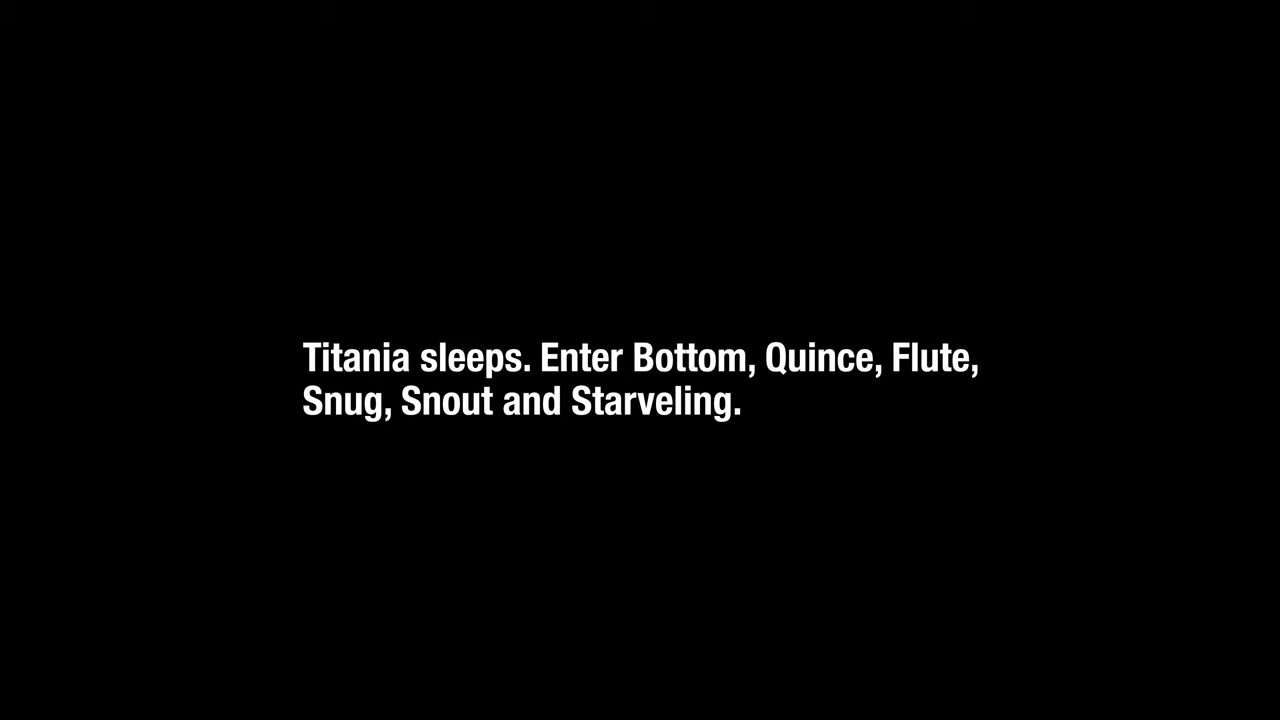 Titania sleeps. Enter Bottom, Quince, Flute,
Snug, Snout and Starveling.